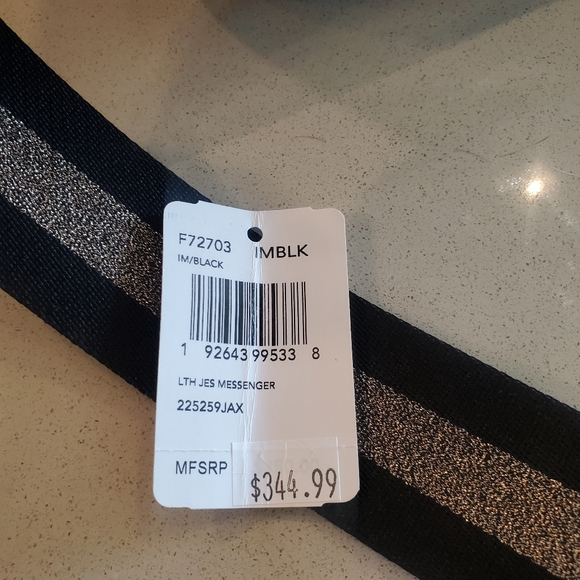 F72703 IMBLK
IM/BLACK
1 92643 99533 8
LTH JES MESSENGER
225259JAX
MFSRP $344.99